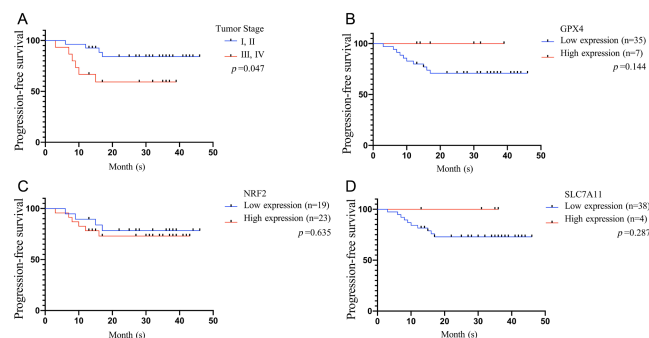 A
Progression-free survival
100
50
0
0 10 20 30 40 50
Month (s)
Tumor Stage
I, II
III, IV
p=0.047
B
Progression-free survival
100
50
0
0 10 20 30 40 50
Month (s)
GPX4
Low expression (n=35)
High expression (n=7)
p=0.144
C
Progression-free survival
100
50
0
0 10 20 30 40 50
Month (s)
NRF2
Low expression (n=19)
High expression (n=23)
p=0.635
D
Progression-free survival
100
50
0
0 10 20 30 40 50
Month (s)
SLC7A11
Low expression (n=38)
High expression (n=4)
p=0.287